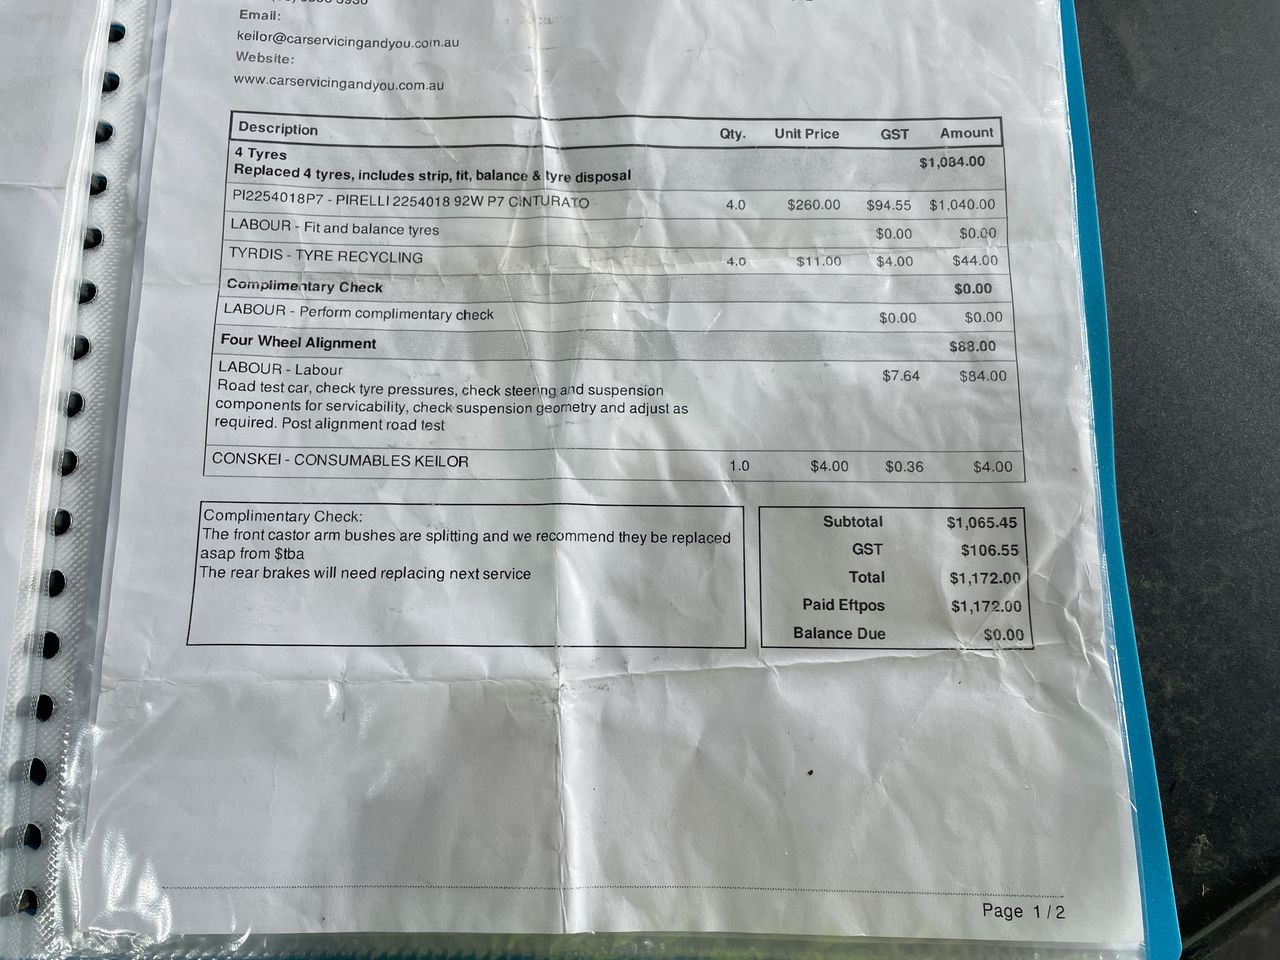 Email:
keilor@carservicingandyou.com.au
Website:
www.carservicingandyou.com.au
Description Qty. Unit Price GST Amount
4 Tyres $1,084.00
Replaced 4 tyres, includes strip, fit, balance & tyre disposal
PI2254018P7 - PIRELLI 2254018 92W P7 CINTURATO 4.0 $260.00 $94.55 $1,040.00
LABOUR - Fit and balance tyres $0.00 $0.00
TYRDIS - TYRE RECYCLING 4.0 $11.00 $4.00 $44.00
Complimentary Check $0.00
LABOUR - Perform complimentary check $0.00 $0.00
Four Wheel Alignment $88.00
LABOUR - Labour $7.64 $84.00
Road test car, check tyre pressures, check steering and suspension
components for servicability, check suspension geometry and adjust as
required. Post alignment road test
CONSKEI - CONSUMABLES KEILOR 1.0 $4.00 $0.36 $4.00
Complimentary Check:
The front castor arm bushes are splitting and we recommend they be replaced
asap from $tba
The rear brakes will need replacing next service
Subtotal $1,065.45
GST $106.55
Total $1,172.00
Paid Eftpos $1,172.00
Balance Due $0.00
Page 1 / 2